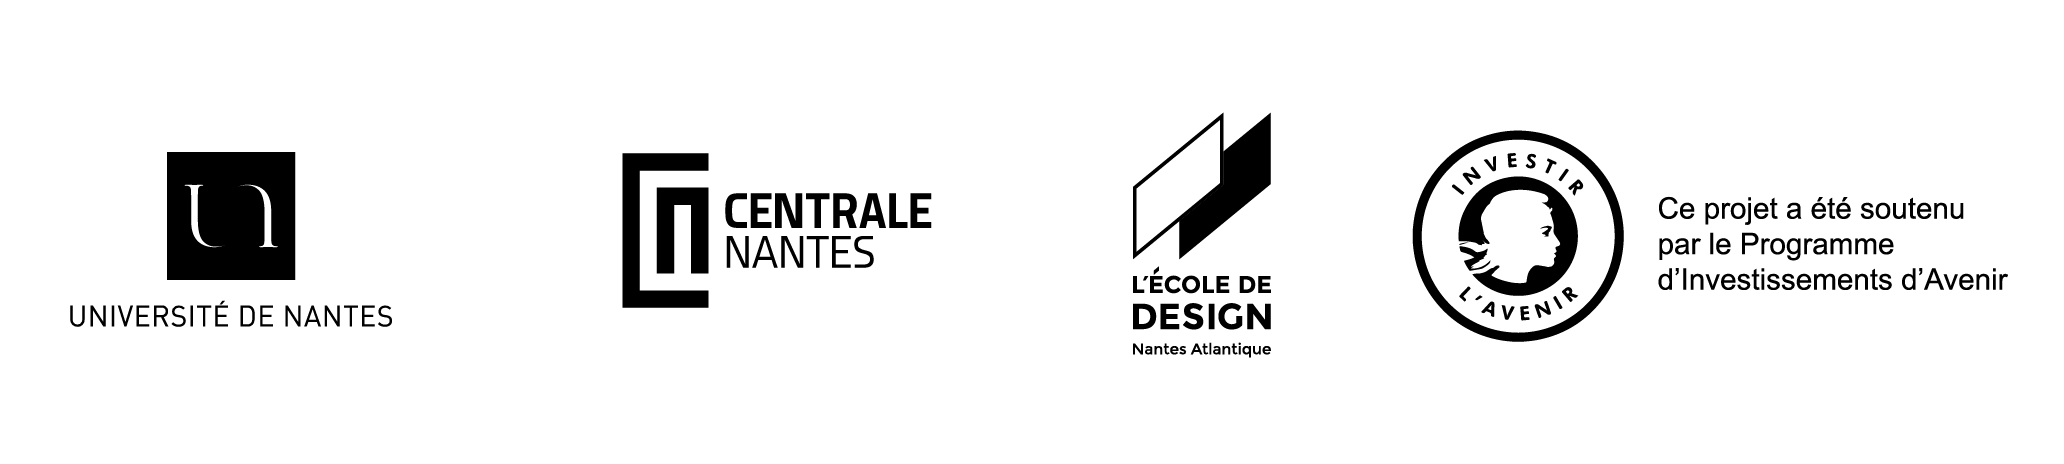 un
UNIVERSITÉ DE NANTES
CENTRALE
NANTES
L'ÉCOLE DE
DESIGN
Nantes Atlantique
INVESTIR
L'AVENIR
Ce projet a été soutenu
par le Programme
d'Investissements d'Avenir